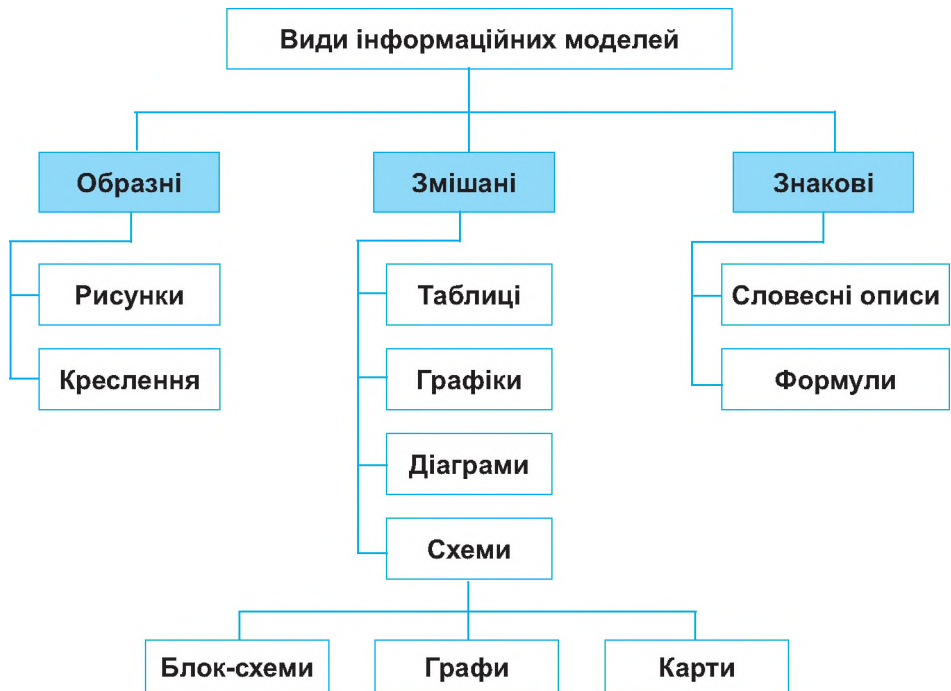 Види інформаційних моделей
Образні
Змішані
Знакові
Рисунки
Таблиці
Словесні описи
Креслення
Графіки
Формули
Діаграми
Схеми
Блок-схеми
Графи
Карти